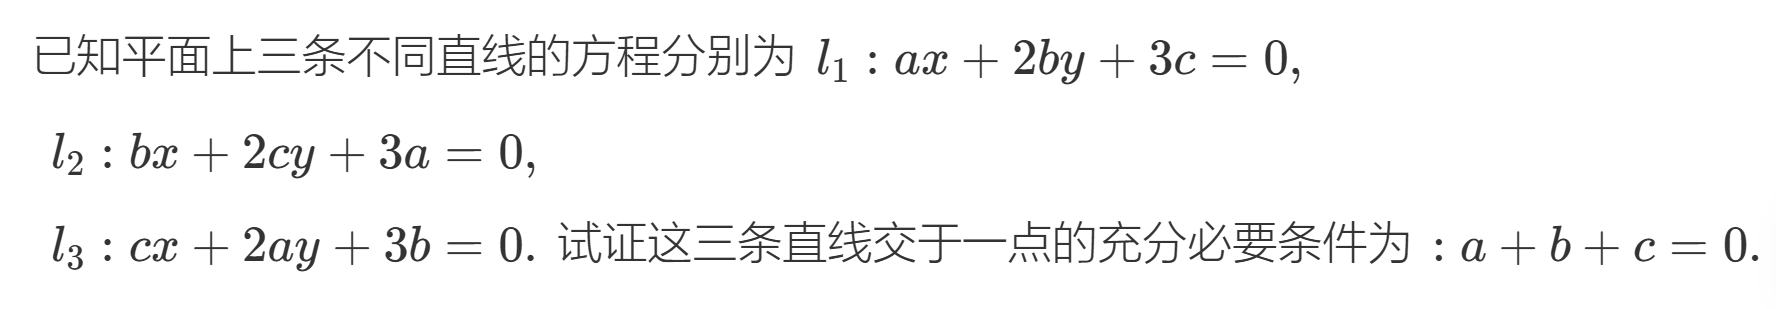 已知平面上三条不同直线的方程分别为 l₁ : ax + 2by + 3c = 0,
l₂ : bx + 2cy + 3a = 0,
l₃ : cx + 2ay + 3b = 0. 试证这三条直线交于一点的充分必要条件为 : a + b + c = 0.